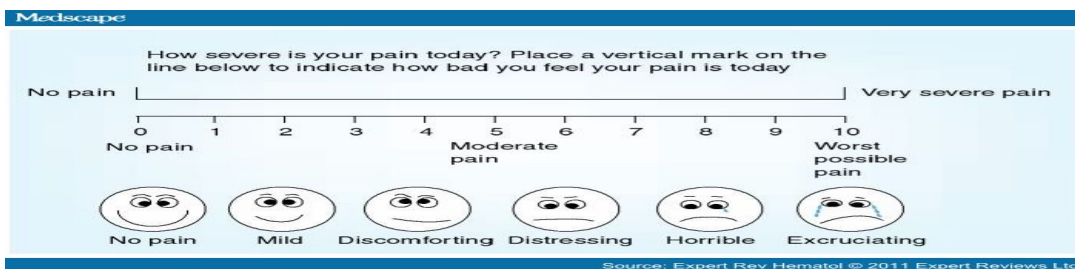 Medscape
How severe is your pain today? Place a vertical mark on the
line below to indicate how bad you feel your pain is today
No pain Very severe pain
0 1 2 3 4 5 6 7 8 9 10
No pain Moderate pain Worst possible pain
No pain Mild Discomforting Distressing Horrible Excruciating
Source: Expert Rev Hematol © 2011 Expert Reviews Ltd